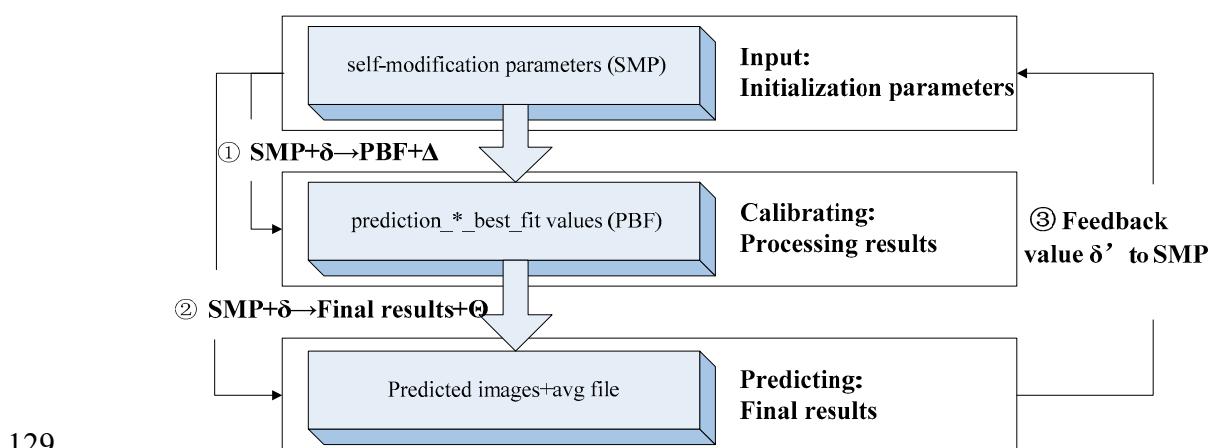 self-modification parameters (SMP)
Input:
Initialization parameters
① SMP+δ→PBF+Δ
prediction_*_best_fit values (PBF)
Calibrating:
Processing results
③ Feedback
value δ’ to SMP
② SMP+δ→Final results+Θ
Predicted images+avg file
Predicting:
Final results
129